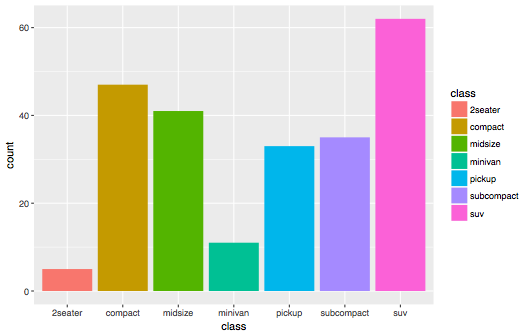 60
40
20
0
count
2seater compact midsize minivan pickup subcompact suv
class
class
2seater
compact
midsize
minivan
pickup
subcompact
suv